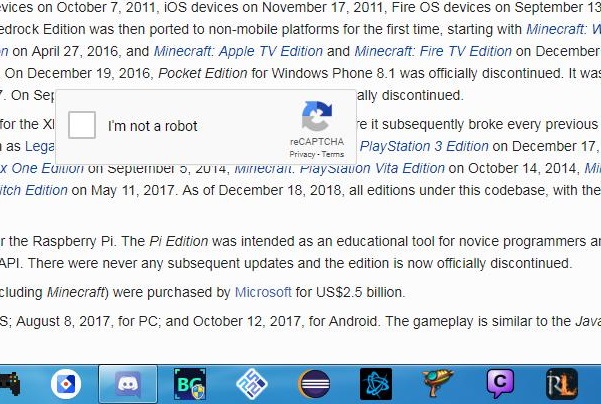 vices on October 7, 2011, iOS devices on November 17, 2011, Fire OS devices on September 13
edrock Edition was then ported to non-mobile platforms for the first time, starting with Minecraft: W
on on April 27, 2016, and Minecraft: Apple TV Edition and Minecraft: Fire TV Edition on December
. On December 19, 2016, Pocket Edition for Windows Phone 8.1 was officially discontinued. It was
7. On Sep ally discontinued.
for the X re it subsequently broke every previous
n as Lega PlayStation 3 Edition on December 17,
I'm not a robot
reCAPTCHA
Privacy - Terms
x One Edition on September 5, 2014, Minecraft: PlayStation Vita Edition on October 14, 2014, Mi
itch Edition on May 11, 2017. As of December 18, 2018, all editions under this codebase, with the
r the Raspberry Pi. The Pi Edition was intended as an educational tool for novice programmers a
API. There were never any subsequent updates and the edition is now officially discontinued.
cluding Minecraft) were purchased by Microsoft for US$2.5 billion.
S; August 8, 2017, for PC; and October 12, 2017, for Android. The gameplay is similar to the Java
BG C RL